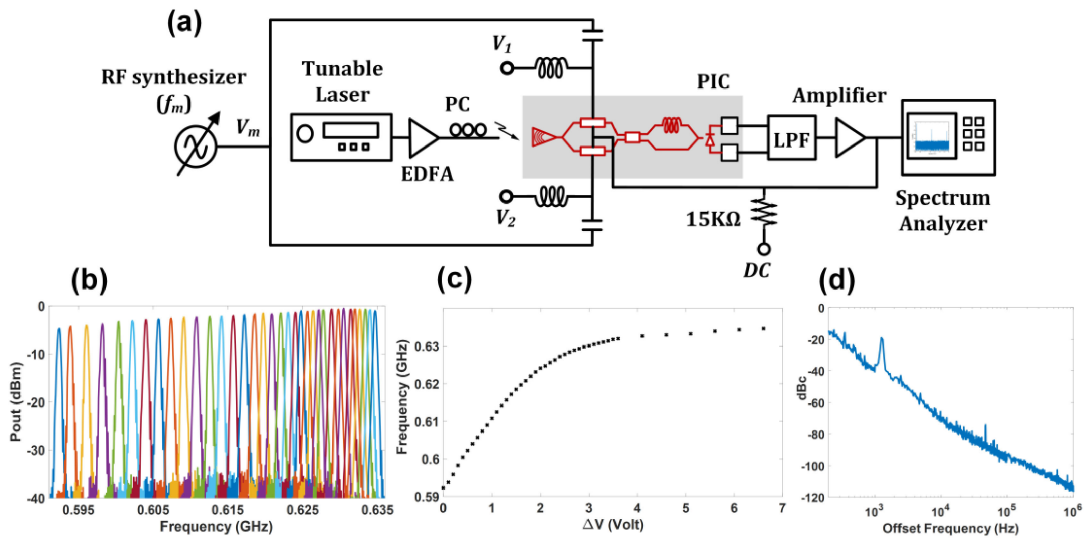 (a)
RF synthesizer
(fm)
Vm
Tunable
Laser
EDFA
PC
V1
V2
PIC
LPF
Amplifier
Spectrum
Analyzer
15KΩ
DC
(b)
Pout (dBm)
0
-10
-20
-30
-40
0.595 0.605 0.615 0.625 0.635
Frequency (GHz)
(c)
Frequency (GHz)
0.63
0.62
0.61
0.6
0.59
0 1 2 3 4 5 6 7
ΔV (Volt)
(d)
dBc
0
-20
-40
-60
-80
-100
-120
10³ 10⁴ 10⁵ 10⁶
Offset Frequency (Hz)